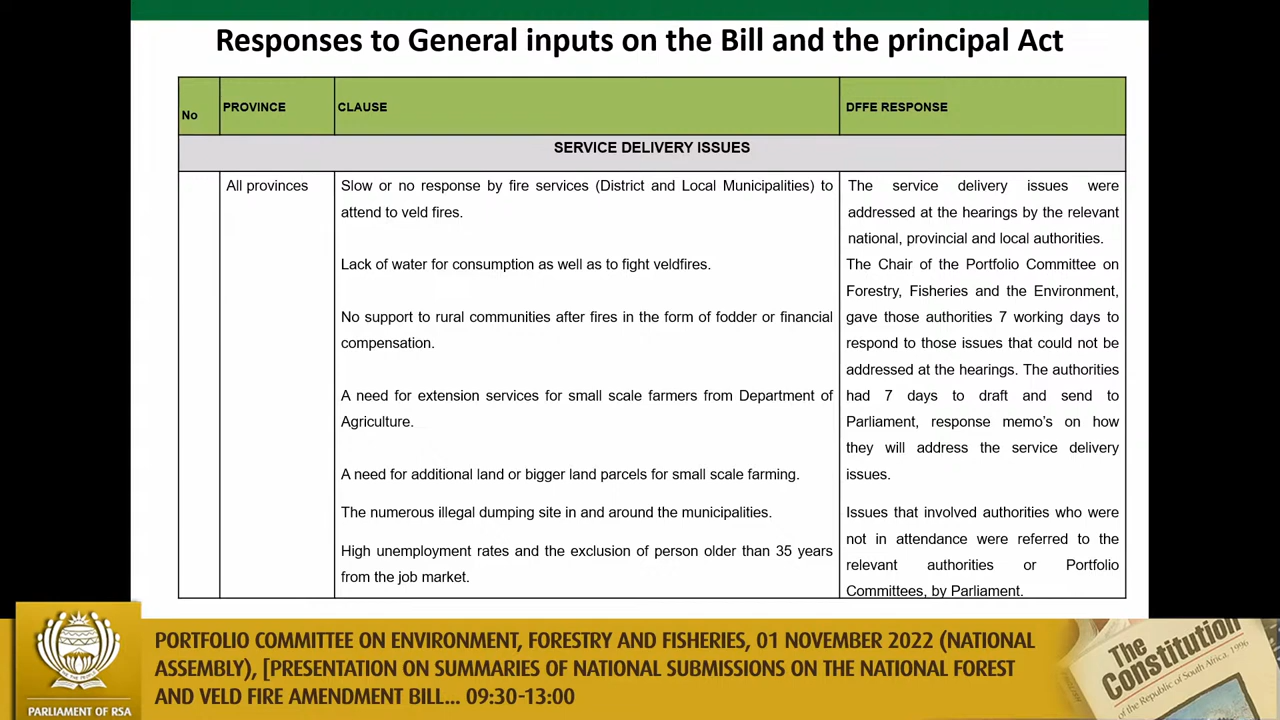 Responses to General inputs on the Bill and the principal Act
No
PROVINCE
CLAUSE
DFFE RESPONSE
SERVICE DELIVERY ISSUES
All provinces
Slow or no response by fire services (District and Local Municipalities) to
attend to veld fires.
Lack of water for consumption as well as to fight veldfires.
No support to rural communities after fires in the form of fodder or financial
compensation.
A need for extension services for small scale farmers from Department of
Agriculture.
A need for additional land or bigger land parcels for small scale farming.
The numerous illegal dumping site in and around the municipalities.
High unemployment rates and the exclusion of person older than 35 years
from the job market.
The service delivery issues were
addressed at the hearings by the relevant
national, provincial and local authorities.
The Chair of the Portfolio Committee on
Forestry, Fisheries and the Environment,
gave those authorities 7 working days to
respond to those issues that could not be
addressed at the hearings. The authorities
had 7 days to draft and send to
Parliament, response memo's on how
they will address the service delivery
issues.
Issues that involved authorities who were
not in attendance were referred to the
relevant authorities or Portfolio
Committees, by Parliament.
PORTFOLIO COMMITTEE ON ENVIRONMENT, FORESTRY AND FISHERIES, 01 NOVEMBER 2022 (NATIONAL
ASSEMBLY), [PRESENTATION ON SUMMARIES OF NATIONAL SUBMISSIONS ON THE NATIONAL FOREST
AND VELD FIRE AMENDMENT BILL... 09:30-13:00
PARLIAMENT OF RSA
The
Constitution
of the Republic of South Africa, 1996